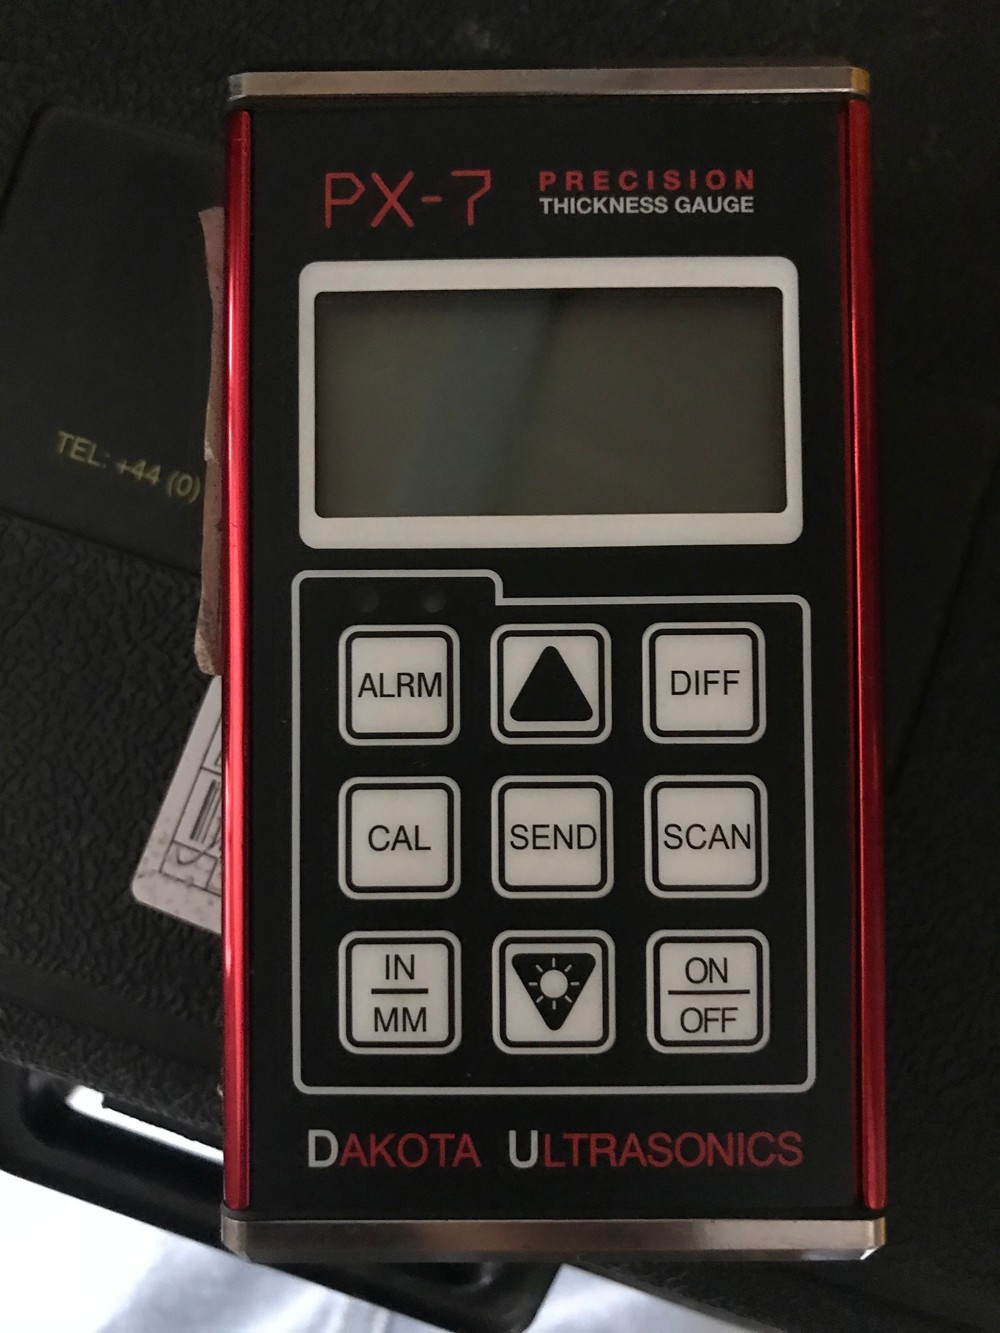 PX-7
PRECISION
THICKNESS GAUGE
TEL: +44 (0)
ALRM
DIFF
CAL
SEND
SCAN
IN
MM
ON
OFF
DAKOTA ULTRASONICS